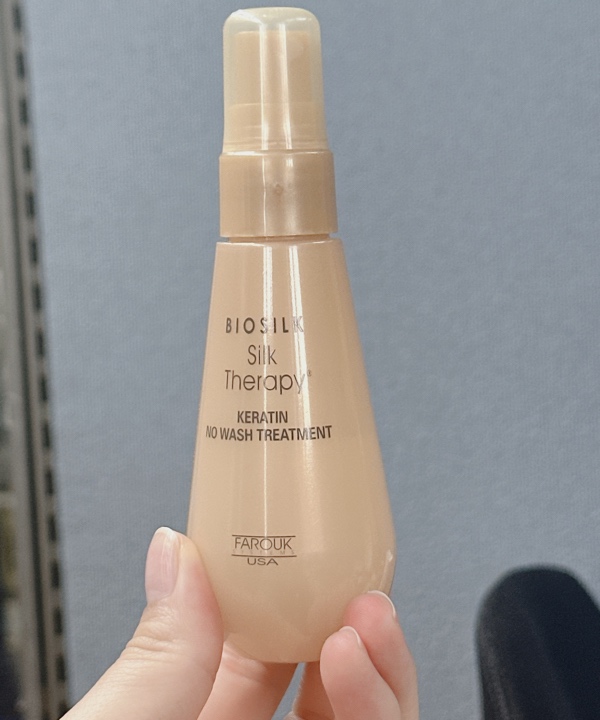 BIOSILK
Silk
Therapy®
KERATIN
NO WASH TREATMENT
FAROUK
USA